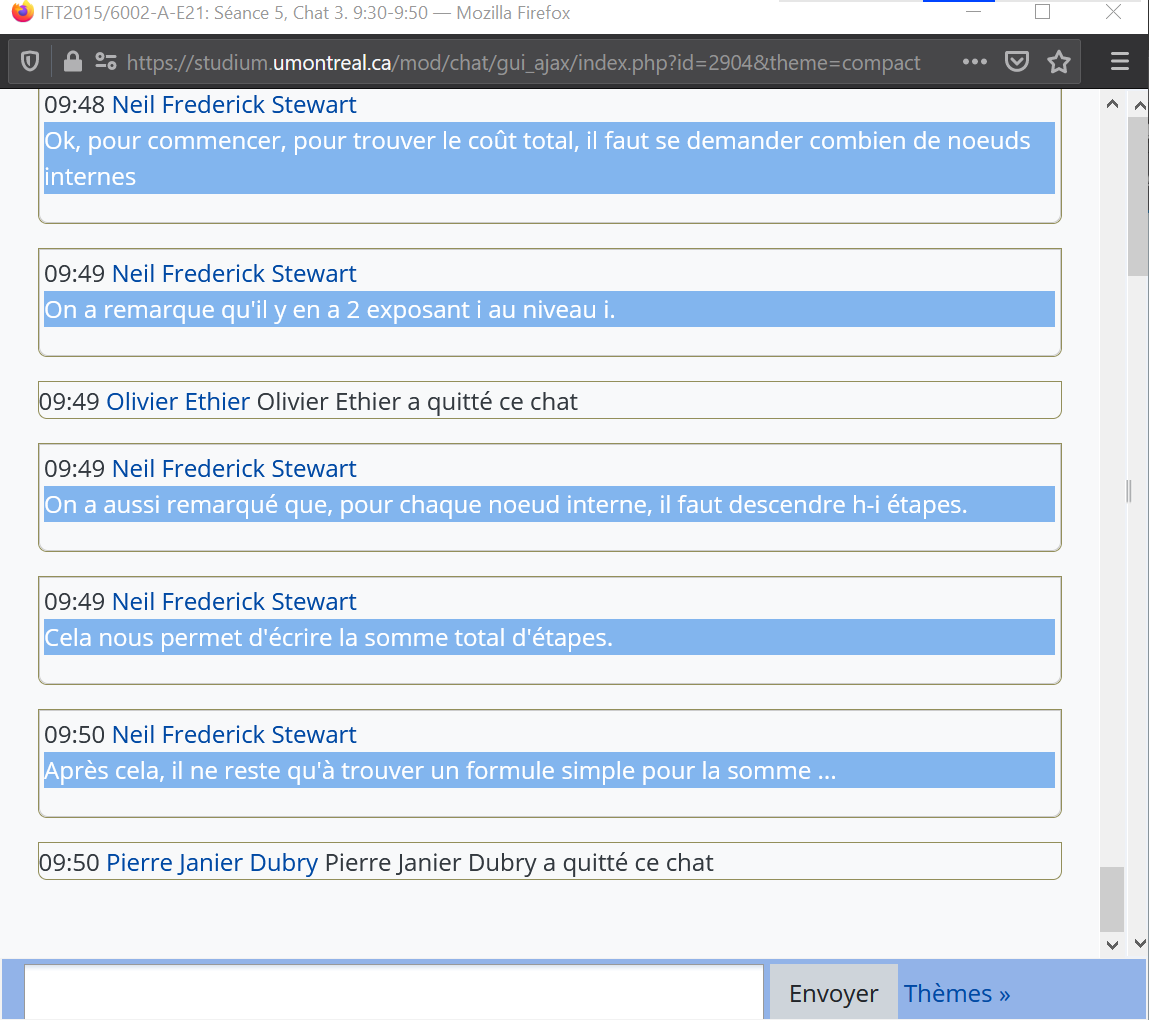 IFT2015/6002-A-E21: Séance 5, Chat 3. 9:30-9:50 — Mozilla Firefox
https://studium.umontreal.ca/mod/chat/gui_ajax/index.php?id=2904&theme=compact
09:48 Neil Frederick Stewart
Ok, pour commencer, pour trouver le coût total, il faut se demander combien de noeuds
internes
09:49 Neil Frederick Stewart
On a remarque qu'il y en a 2 exposant i au niveau i.
09:49 Olivier Ethier Olivier Ethier a quitté ce chat
09:49 Neil Frederick Stewart
On a aussi remarqué que, pour chaque noeud interne, il faut descendre h-i étapes.
09:49 Neil Frederick Stewart
Cela nous permet d'écrire la somme total d'étapes.
09:50 Neil Frederick Stewart
Après cela, il ne reste qu'à trouver un formule simple pour la somme ...
09:50 Pierre Janier Dubry Pierre Janier Dubry a quitté ce chat
Envoyer Thèmes »